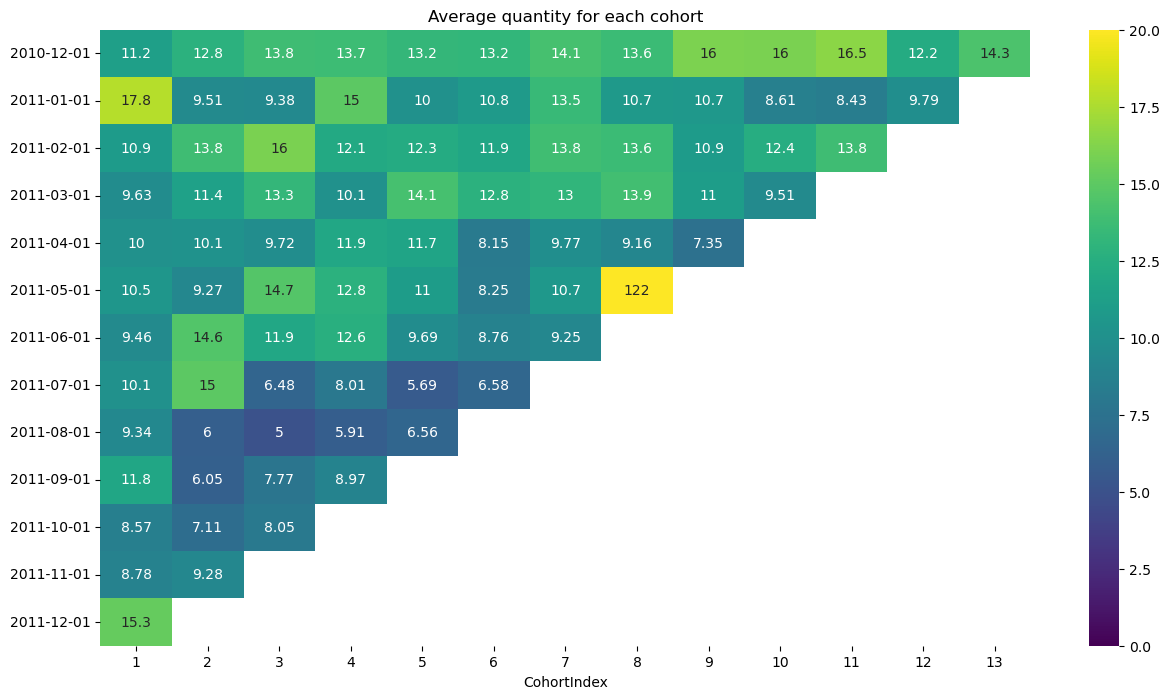 Average quantity for each cohort
2010-12-01 11.2 12.8 13.8 13.7 13.2 13.2 14.1 13.6 16 16 16.5 12.2 14.3
2011-01-01 17.8 9.51 9.38 15 10 10.8 13.5 10.7 10.7 8.61 8.43 9.79
2011-02-01 10.9 13.8 16 12.1 12.3 11.9 13.8 13.6 10.9 12.4 13.8
2011-03-01 9.63 11.4 13.3 10.1 14.1 12.8 13 13.9 11 9.51
2011-04-01 10 10.1 9.72 11.9 11.7 8.15 9.77 9.16 7.35
2011-05-01 10.5 9.27 14.7 12.8 11 8.25 10.7 122
2011-06-01 9.46 14.6 11.9 12.6 9.69 8.76 9.25
2011-07-01 10.1 15 6.48 8.01 5.69 6.58
2011-08-01 9.34 6 5 5.91 6.56
2011-09-01 11.8 6.05 7.77 8.97
2011-10-01 8.57 7.11 8.05
2011-11-01 8.78 9.28
2011-12-01 15.3
1 2 3 4 5 6 7 8 9 10 11 12 13
CohortIndex
20.0
17.5
15.0
12.5
10.0
7.5
5.0
2.5
0.0